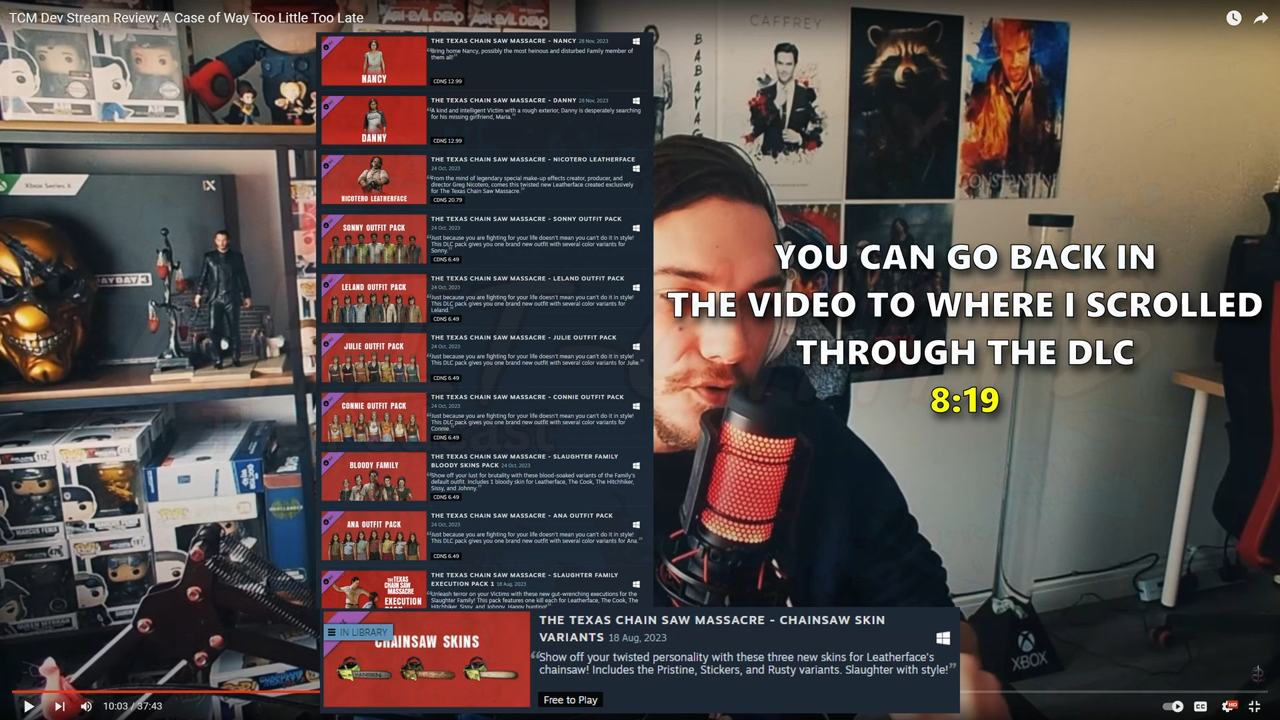 TCM Dev Stream Review: A Case of Way Too Little Too Late
CAFFREY
BABAYAGA
CONSTANTINE
Xbox Series X
PAYDAY 3
XBOX
NANCY
THE TEXAS CHAIN SAW MASSACRE - NANCY 28 Nov, 2023
“Bring home Nancy, possibly the most heinous and disturbed Family member of
them all!”
CDN$ 12.99
DANNY
THE TEXAS CHAIN SAW MASSACRE - DANNY 28 Nov, 2023
“A kind and intelligent Victim with a rough exterior, Danny is desperately searching
for his missing girlfriend, Maria.”
CDN$ 12.99
NICOTERO LEATHERFACE
THE TEXAS CHAIN SAW MASSACRE - NICOTERO LEATHERFACE
24 Oct, 2023
“From the mind of legendary special make-up effects creator, producer, and
director Greg Nicotero, comes this twisted new Leatherface created exclusively
for The Texas Chain Saw Massacre.”
CDN$ 20.79
SONNY OUTFIT PACK
THE TEXAS CHAIN SAW MASSACRE - SONNY OUTFIT PACK
24 Oct, 2023
“Just because you are fighting for your life doesn't mean you can't do it in style!
This DLC pack gives you one brand new outfit with several color variants for
Sonny.”
CDN$ 6.49
LELAND OUTFIT PACK
THE TEXAS CHAIN SAW MASSACRE - LELAND OUTFIT PACK
24 Oct, 2023
“Just because you are fighting for your life doesn't mean you can't do it in style!
This DLC pack gives you one brand new outfit with several color variants for
Leland.”
CDN$ 6.49
JULIE OUTFIT PACK
THE TEXAS CHAIN SAW MASSACRE - JULIE OUTFIT PACK
24 Oct, 2023
“Just because you are fighting for your life doesn't mean you can't do it in style!
This DLC pack gives you one brand new outfit with several color variants for Julie.”
CDN$ 6.49
CONNIE OUTFIT PACK
THE TEXAS CHAIN SAW MASSACRE - CONNIE OUTFIT PACK
24 Oct, 2023
“Just because you are fighting for your life doesn't mean you can't do it in style!
This DLC pack gives you one brand new outfit with several color variants for
Connie.”
CDN$ 6.49
BLOODY FAMILY
THE TEXAS CHAIN SAW MASSACRE - SLAUGHTER FAMILY
BLOODY SKINS PACK 24 Oct, 2023
“Show off your lust for brutality with these blood-soaked variants of the Family's
default outfit. Includes 1 bloody skin for Leatherface, The Cook, The Hitchhiker,
Sissy, and Johnny.”
CDN$ 6.49
ANA OUTFIT PACK
THE TEXAS CHAIN SAW MASSACRE - ANA OUTFIT PACK
24 Oct, 2023
“Just because you are fighting for your life doesn't mean you can't do it in style!
This DLC pack gives you one brand new outfit with several color variants for Ana.”
CDN$ 6.49
THE TEXAS
CHAIN SAW
MASSACRE
EXECUTION
THE TEXAS CHAIN SAW MASSACRE - SLAUGHTER FAMILY
EXECUTION PACK 1 18 Aug, 2023
“Unleash terror on your Victims with these new gut-wrenching executions for the
Slaughter Family! This pack features one kill each for Leatherface, The Cook, The
Hitchhiker, Sissy, and Johnny. Happy hunting!”
IN LIBRARY
CHAINSAW SKINS
THE TEXAS CHAIN SAW MASSACRE - CHAINSAW SKIN
VARIANTS 18 Aug, 2023
“Show off your twisted personality with these three new skins for Leatherface's
chainsaw! Includes the Pristine, Stickers, and Rusty variants. Slaughter with style!”
Free to Play
YOU CAN GO BACK IN
THE VIDEO TO WHERE I SCROLLED
THROUGH THE DLC
8:19
10:03 / 37:43
CC
HD